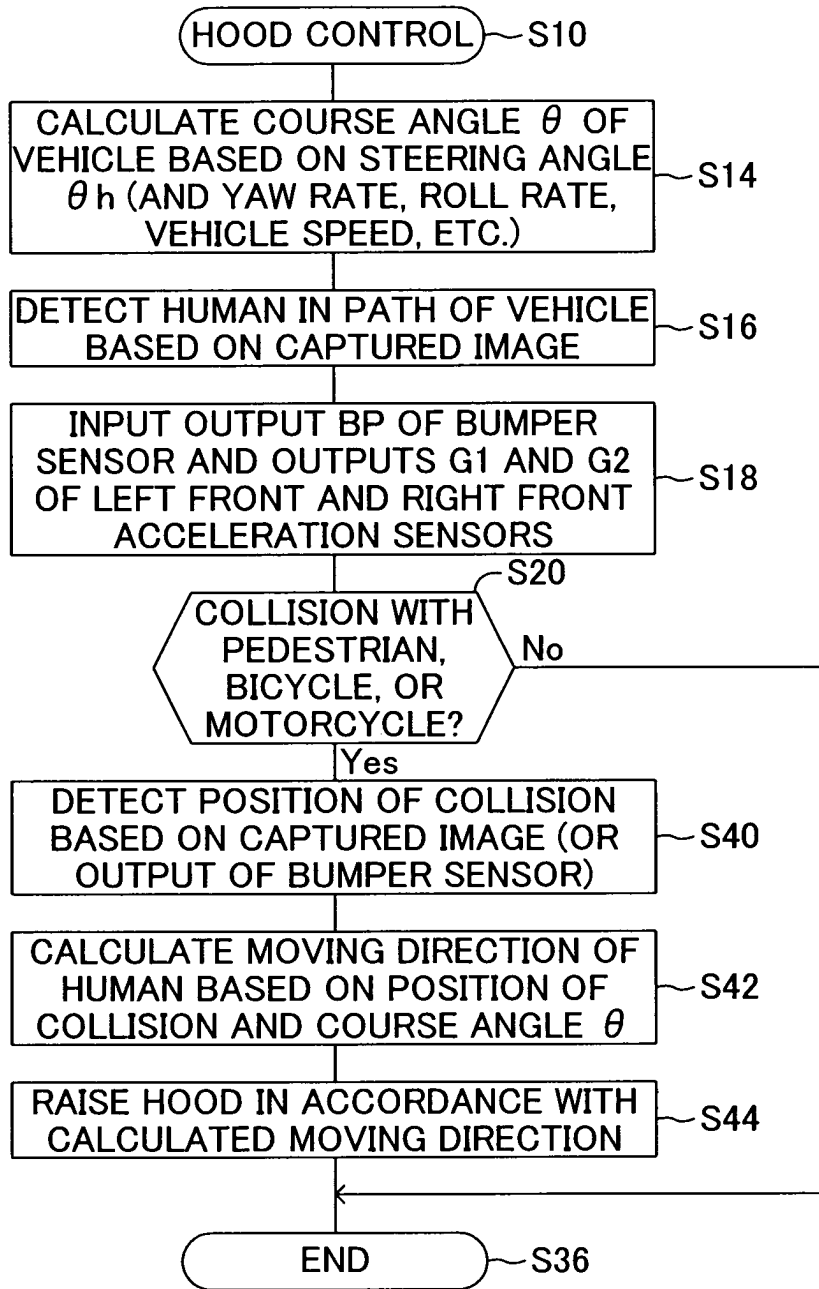 HOOD CONTROL
S10
CALCULATE COURSE ANGLE θ OF
VEHICLE BASED ON STEERING ANGLE
θh (AND YAW RATE, ROLL RATE,
VEHICLE SPEED, ETC.)
S14
DETECT HUMAN IN PATH OF VEHICLE
BASED ON CAPTURED IMAGE
S16
INPUT OUTPUT BP OF BUMPER
SENSOR AND OUTPUTS G1 AND G2
OF LEFT FRONT AND RIGHT FRONT
ACCELERATION SENSORS
S18
S20
COLLISION WITH
PEDESTRIAN,
BICYCLE, OR
MOTORCYCLE?
No
Yes
DETECT POSITION OF COLLISION
BASED ON CAPTURED IMAGE (OR
OUTPUT OF BUMPER SENSOR)
S40
CALCULATE MOVING DIRECTION OF
HUMAN BASED ON POSITION OF
COLLISION AND COURSE ANGLE θ
S42
RAISE HOOD IN ACCORDANCE WITH
CALCULATED MOVING DIRECTION
S44
END
S36